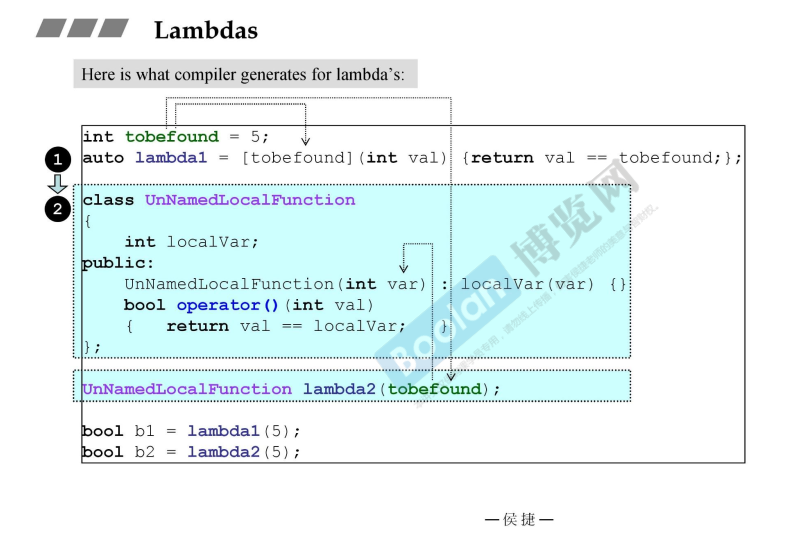 Lambdas
Here is what compiler generates for lambda's:
int tobefound = 5;
1 auto lambda1 = [tobefound](int val) {return val == tobefound;};
2 class UnNamedLocalFunction
{
int localVar;
public:
UnNamedLocalFunction(int var) : localVar(var) {}
bool operator()(int val)
{ return val == localVar; }
};
UnNamedLocalFunction lambda2(tobefound);
bool b1 = lambda1(5);
bool b2 = lambda2(5);
Boolan 博览网
—侯捷—